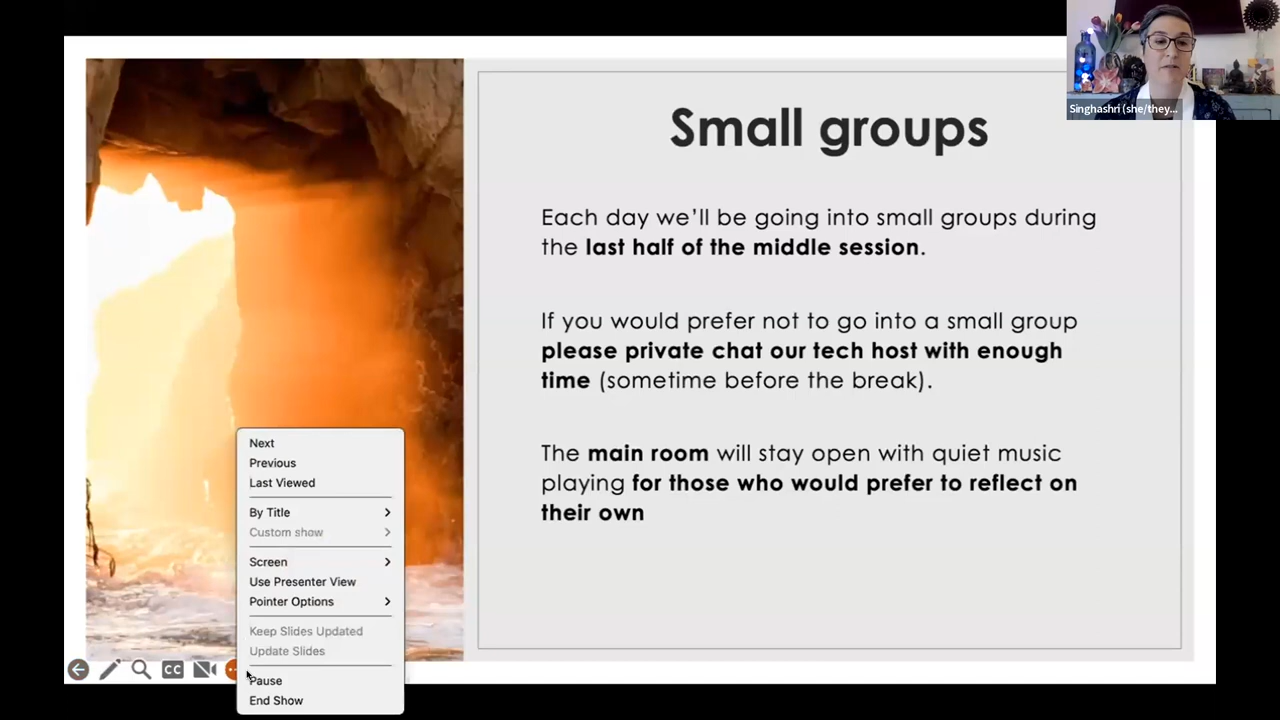 Singhashri (she/they...
Small groups
Each day we’ll be going into small groups during
the last half of the middle session.
If you would prefer not to go into a small group
please private chat our tech host with enough
time (sometime before the break).
The main room will stay open with quiet music
playing for those who would prefer to reflect on
their own
Next
Previous
Last Viewed
By Title
Custom show
Screen
Use Presenter View
Pointer Options
Keep Slides Updated
Update Slides
Pause
End Show
CC